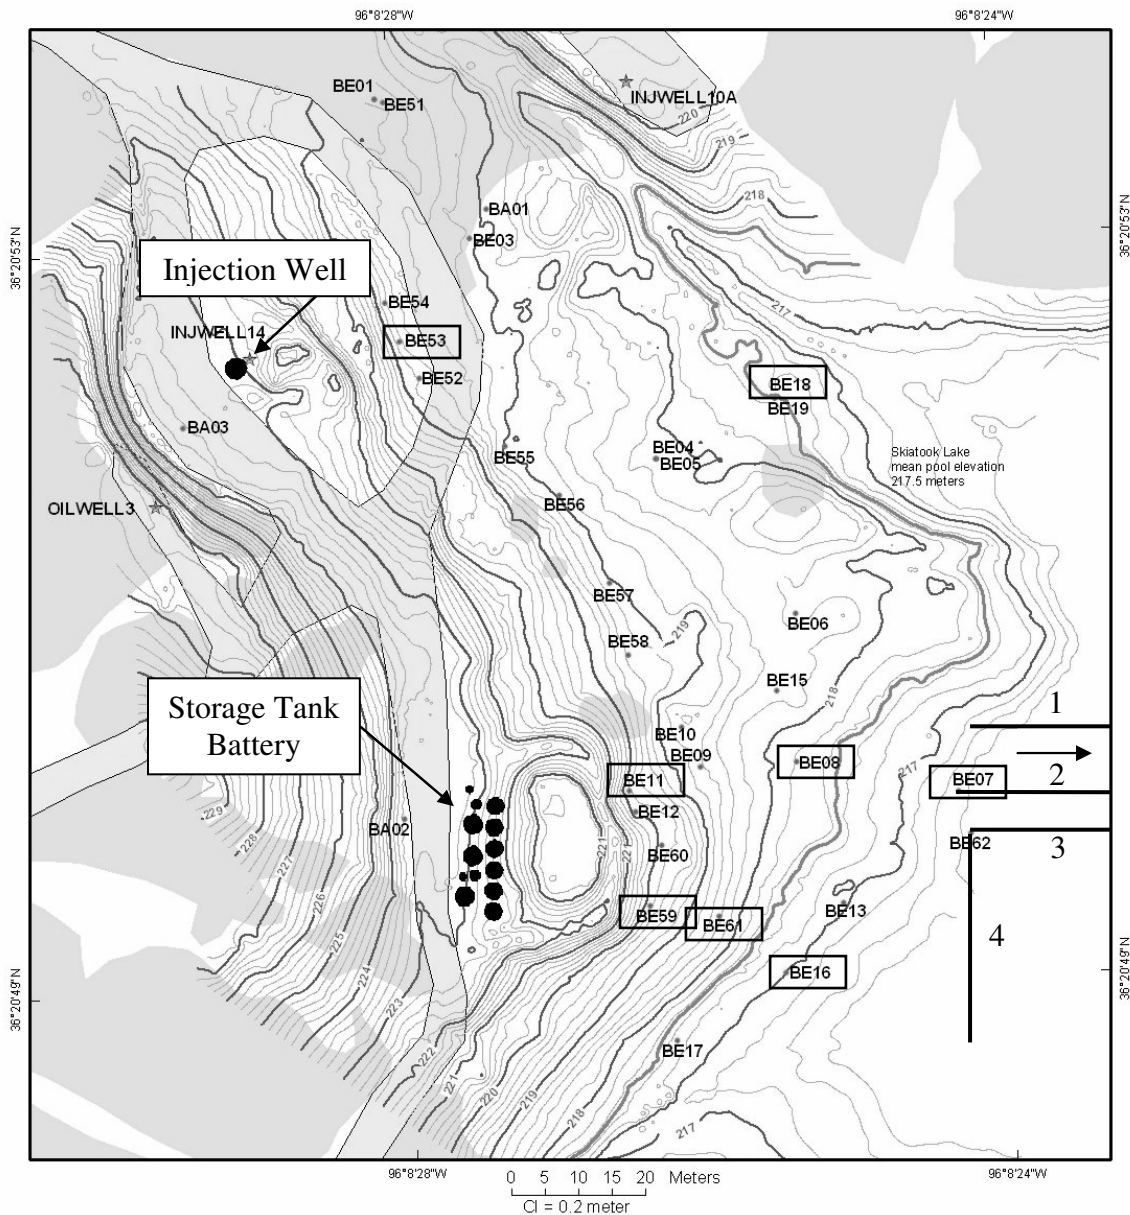 96°8'28"W
96°8'24"W
BE01
BE51
INJWELL10A
220
219
218
BA01
BE03
36°20'53"N
36°20'53"N
Injection Well
BE54
217
INJWELL14
BE53
BE52
BE18
BE19
BA03
BE04
BE05
BE55
Skiatook Lake
mean pool elevation
217.5 meters
BE56
OILWELL3
BE57
BE06
219
BE58
BE15
218
Storage Tank
Battery
1
BE10
BE09
BE08
217
BE11
BE07
2
229
BE12
BA02
228
221
221
BE60
BE62
3
227
226
BE59
BE61
BE13
4
225
BE16
224
36°20'49"N
36°20'49"N
223
222
BE17
221
220
219
218
217
96°8'28"W
96°8'24"W
0 5 10 15 20 Meters
CI = 0.2 meter